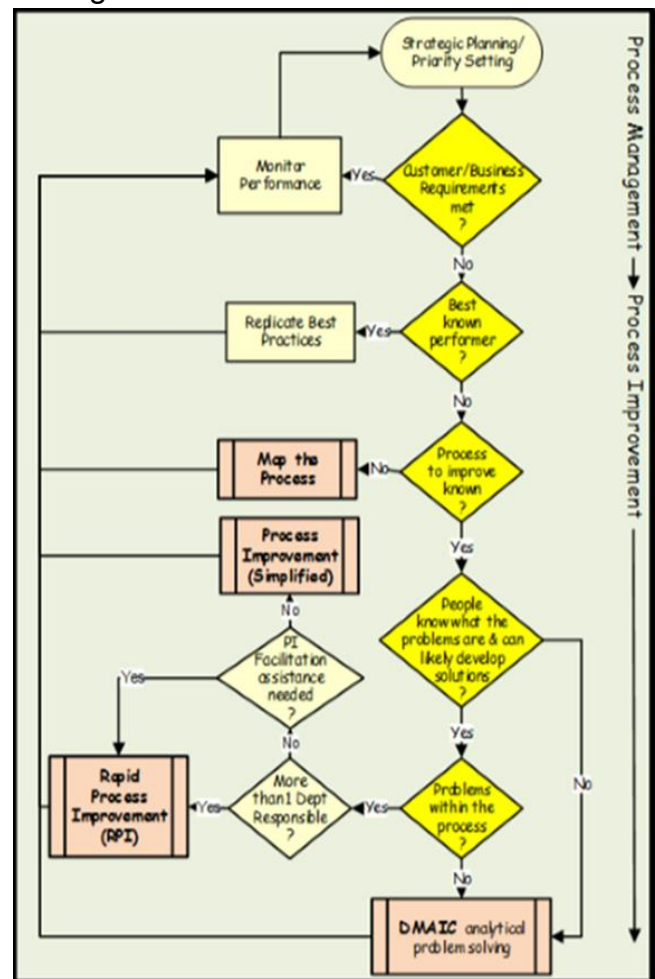 Strategic Planning/
Priority Setting
Customer/Business
Requirements
met
?
Yes
Monitor
Performance
No
Best
known
performer
?
Yes
Replicate Best
Practices
No
Process
to improve
known
?
No
Map the
Process
Yes
People
know what the
problems are & can
likely develop
solutions
?
No
Yes
Problems
within the
process
?
Yes
More
than 1 Dept
Responsible
?
No
PI
Facilitation
assistance
needed
?
No
Process
Improvement
(Simplified)
Yes
Yes
Rapid
Process
Improvement
(RPI)
No
DMAIC analytical
problem solving
Process Management → Process Improvement